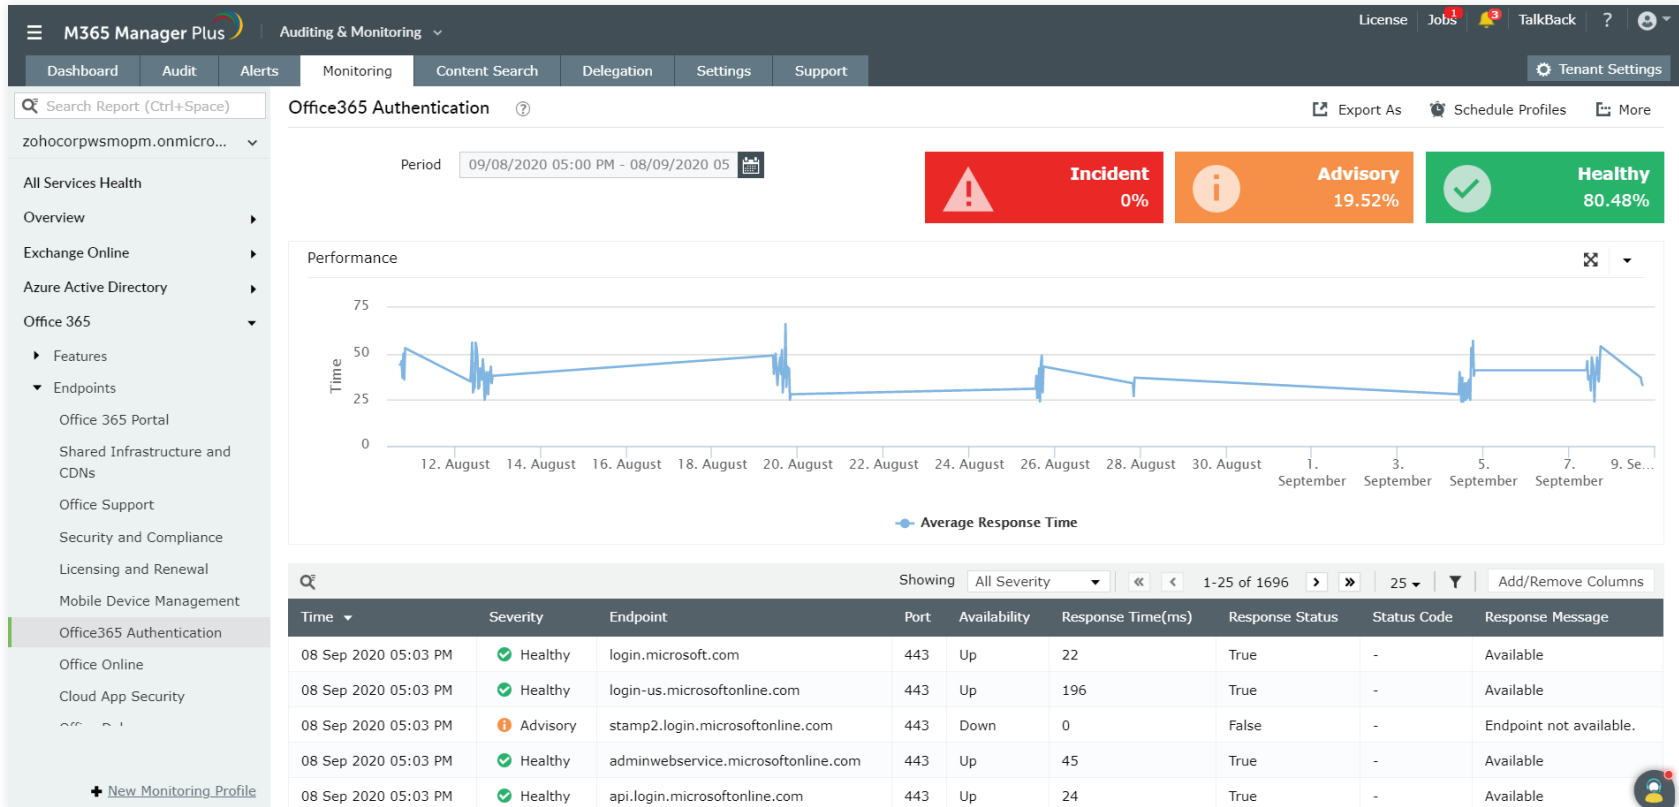 M365 Manager Plus
Auditing & Monitoring
License
Jobs
1
3
TalkBack
?
Dashboard
Audit
Alerts
Monitoring
Content Search
Delegation
Settings
Support
Tenant Settings
Search Report (Ctrl+Space)
zohocorpwsmopm.onmicro...
All Services Health
Overview
Exchange Online
Azure Active Directory
Office 365
Features
Endpoints
Office 365 Portal
Shared Infrastructure and
CDNs
Office Support
Security and Compliance
Licensing and Renewal
Mobile Device Management
Office365 Authentication
Office Online
Cloud App Security
New Monitoring Profile
Office365 Authentication
?
Export As
Schedule Profiles
More
Period
09/08/2020 05:00 PM - 08/09/2020 05
Incident
0%
Advisory
19.52%
Healthy
80.48%
Performance
Time
75
50
25
0
12. August 14. August 16. August 18. August 20. August 22. August 24. August 26. August 28. August 30. August 1. September 3. September 5. September 7. September 9. Se...
Average Response Time
Showing All Severity 1-25 of 1696 25 Add/Remove Columns
Time Severity Endpoint Port Availability Response Time(ms) Response Status Status Code Response Message
08 Sep 2020 05:03 PM Healthy login.microsoft.com 443 Up 22 True - Available
08 Sep 2020 05:03 PM Healthy login-us.microsoftonline.com 443 Up 196 True - Available
08 Sep 2020 05:03 PM Advisory stamp2.login.microsoftonline.com 443 Down 0 False - Endpoint not available.
08 Sep 2020 05:03 PM Healthy adminwebservice.microsoftonline.com 443 Up 45 True - Available
08 Sep 2020 05:03 PM Healthy api.login.microsoftonline.com 443 Up 24 True - Available